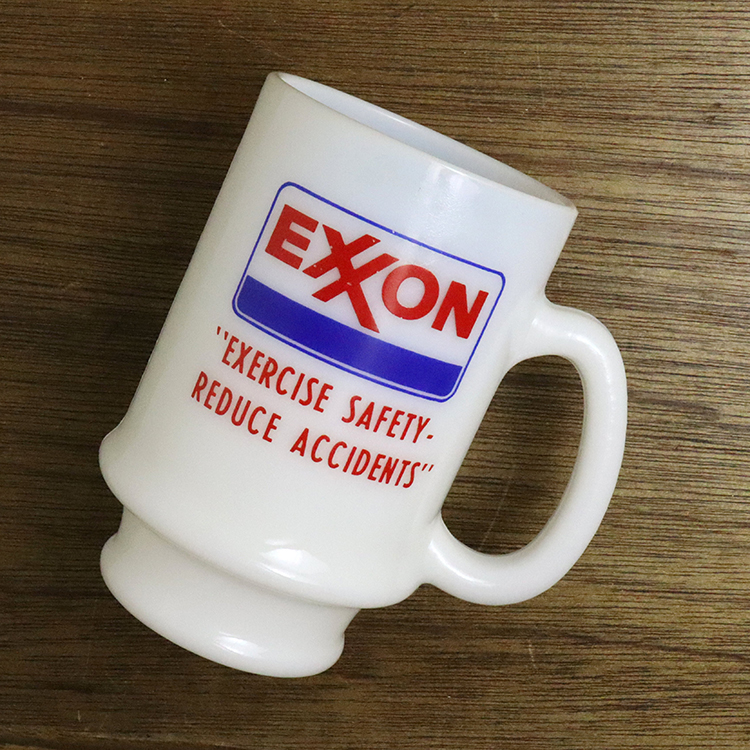 EXXON
"EXERCISE SAFETY-
REDUCE ACCIDENTS"